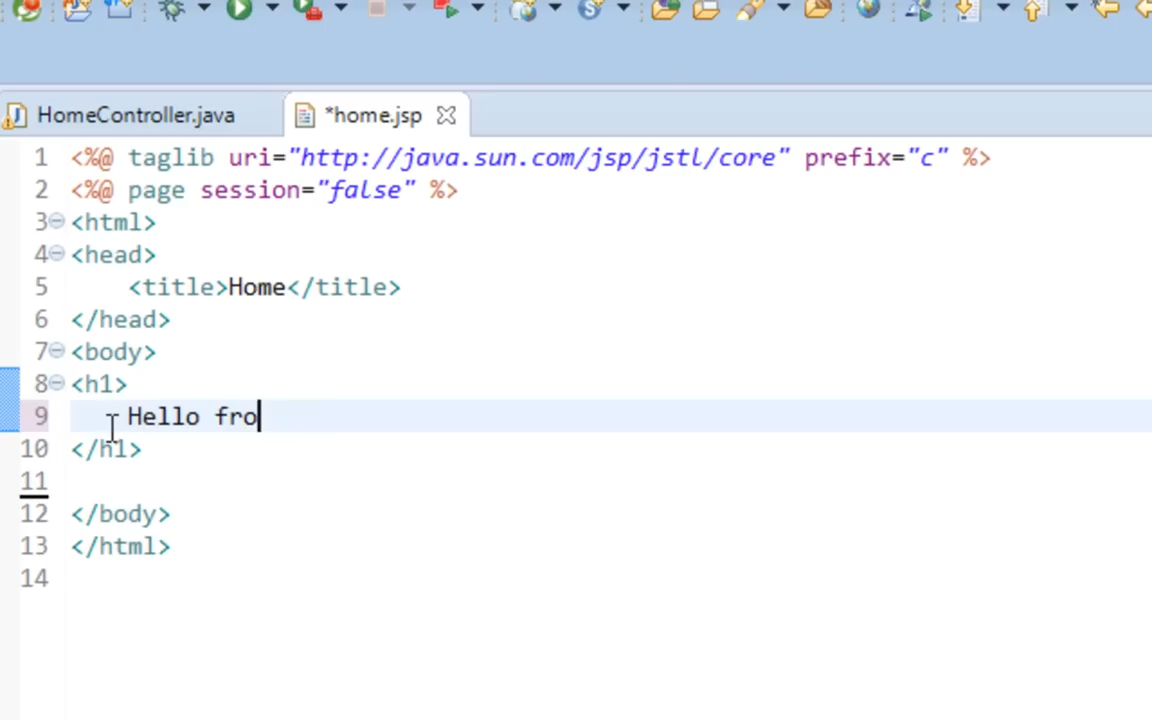 HomeController.java
*home.jsp
1 <%@ taglib uri="http://java.sun.com/jsp/jstl/core" prefix="c" %>
2 <%@ page session="false" %>
3 <html>
4 <head>
5 <title>Home</title>
6 </head>
7 <body>
8 <h1>
9 Hello fro
10 </h1>
11
12 </body>
13 </html>
14